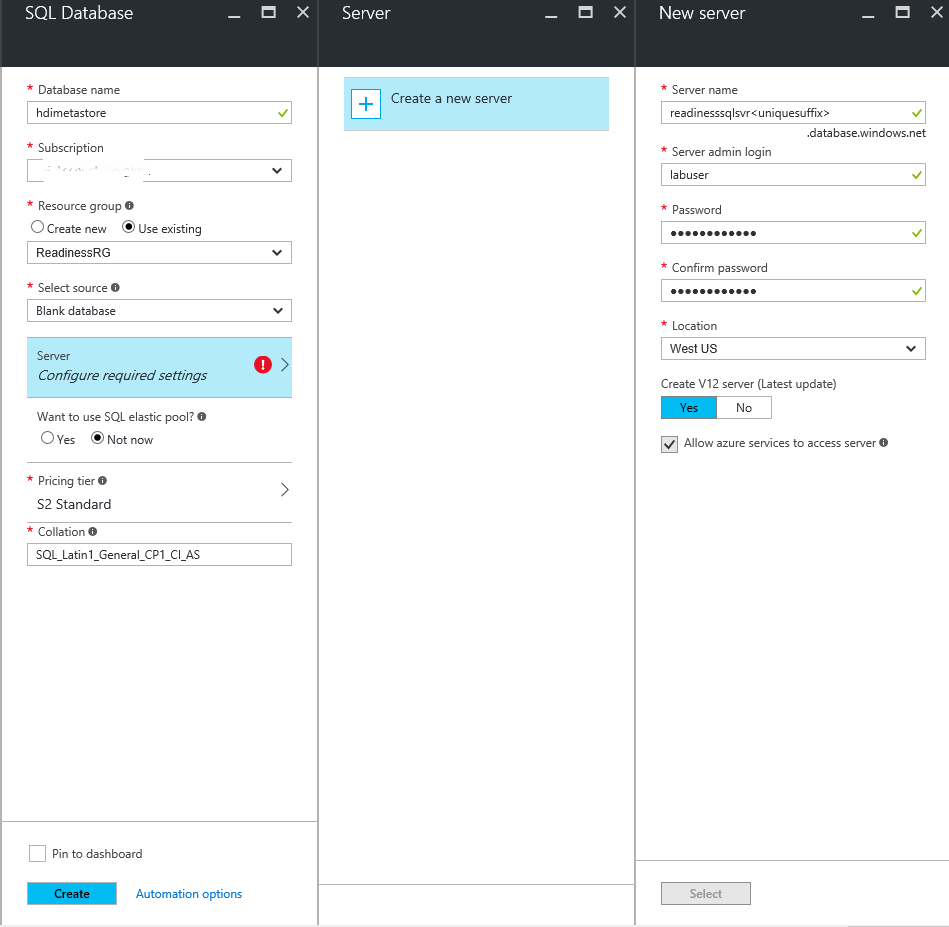 SQL Database
* Database name
hdimetastore
* Subscription
* Resource group
Create new Use existing
ReadinessRG
* Select source
Blank database
Server
Configure required settings
Want to use SQL elastic pool?
Yes Not now
* Pricing tier
S2 Standard
* Collation
SQL_Latin1_General_CP1_CI_AS
Pin to dashboard
Create Automation options
Server
Create a new server
New server
* Server name
readinesssqlsvr<uniquesuffix>
.database.windows.net
* Server admin login
labuser
* Password
●●●●●●●●●●●●
* Confirm password
●●●●●●●●●●●●
* Location
West US
Create V12 server (Latest update)
Yes No
Allow azure services to access server
Select